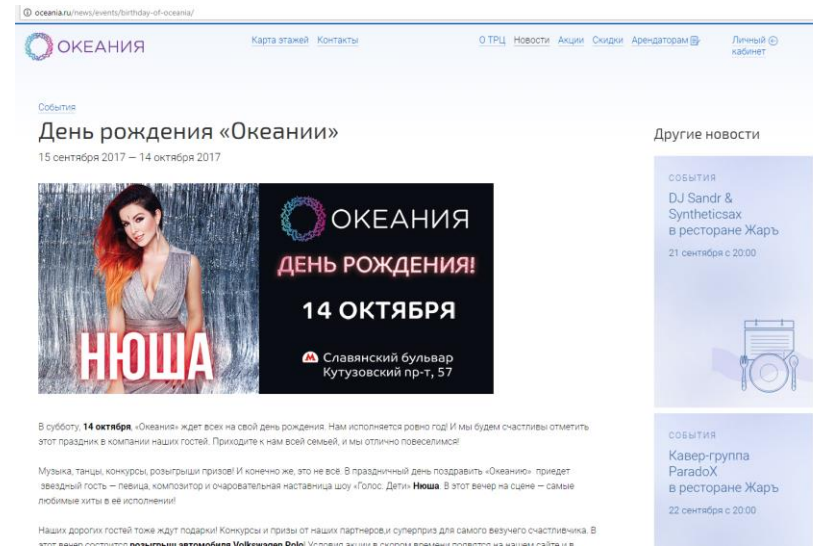 oceania.ru/news/events/birthday-of-oceania/
ОКЕАНИЯ
Карта этажей Контакты
О ТРЦ Новости Акции Скидки Арендаторам
Личный
кабинет
События
День рождения «Океании»
15 сентября 2017 — 14 октября 2017
НЮША
ОКЕАНИЯ
ДЕНЬ РОЖДЕНИЯ!
14 ОКТЯБРЯ
Славянский бульвар
Кутузовский пр-т, 57
В субботу, 14 октября, «Океания» ждет всех на свой день рождения. Нам исполняется ровно год! И мы будем счастливы отметить
этот праздник в компании наших гостей. Приходите к нам всей семьей, и мы отлично повеселимся!
Музыка, танцы, конкурсы, розыгрыши призов! И конечно же, это не всё. В праздничный день поздравить «Океанию» приедет
звездный гость — певица, композитор и очаровательная наставница шоу «Голос. Дети» Нюша. В этот вечер на сцене — самые
любимые хиты в её исполнении!
Наших дорогих гостей тоже ждут подарки! Конкурсы и призы от наших партнеров,и суперприз для самого везучего счастливчика. В
этот вечер состоится розыгрыш автомобиля Volkswagen Polo! Условия акции в скором времени появятся на нашем сайте и в
Другие новости
СОБЫТИЯ
DJ Sandr &
Syntheticsax
в ресторане Жаръ
21 сентября с 20:00
СОБЫТИЯ
Кавер-группа
ParadoX
в ресторане Жаръ
22 сентября с 20:00